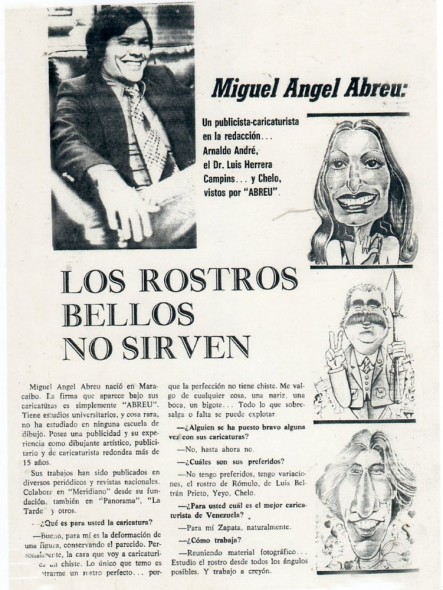 Miguel Angel Abreu:
Un publicista-caricaturista
en la redacción...
Arnaldo André,
el Dr. Luis Herrera
Campins... y Chelo,
vistos por "ABREU".
LOS ROSTROS
BELLOS
NO SIRVEN
Miguel Angel Abreu nació en Mara-
caibo. La firma que aparece bajo sus
caricatúras es simplemente "ABREU".
Tiene estudios universitarios, y cosa rara,
no ha estudiado en ninguna escuela de
dibujo. Posee una publicidad y su expe-
riencia como dibujante artístico, publici-
tario y de caricaturista redondea más de
15 años.
Sus trabajos han sido publicados en
diversos periódicos y revistas nacionales.
Colabora en "Meridiano" desde su fun-
dación, también en "Panorama", "La
Tarde" y otros.
—¿Qué es para usted la caricatura?
—Bueno, para mí es la deformación de
una figura, conservando el parecido. Per-
sonalmente, la cara que voy a caricaturi-
es un chiste. Lo único que temo es
un rostro perfecto... por-
que la perfección no tiene chiste. Me val-
go de cualquier cosa, una nariz, una
boca, un bigote... Todo lo que sobre-
salga o falta se puede explotar
—¿Alguien se ha puesto bravo alguna
vez con sus caricaturas?
—No, hasta ahora no.
—¿Cuáles son sus preferidos?
—No tengo preferidos, tengo variacio-
nes, el rostro de Rómulo, de Luis Bel-
trán Prieto, Yeyo, Chelo.
—¿Para usted cuál es el mejor carica-
turista de Venezuela?
—Para mí Zapata, naturalmente.
—¿Cómo trabaja?
—Reuniendo material fotográfico...
Estudio el rostro desde todos los ángulos
posibles. Y trabajo a creyón.